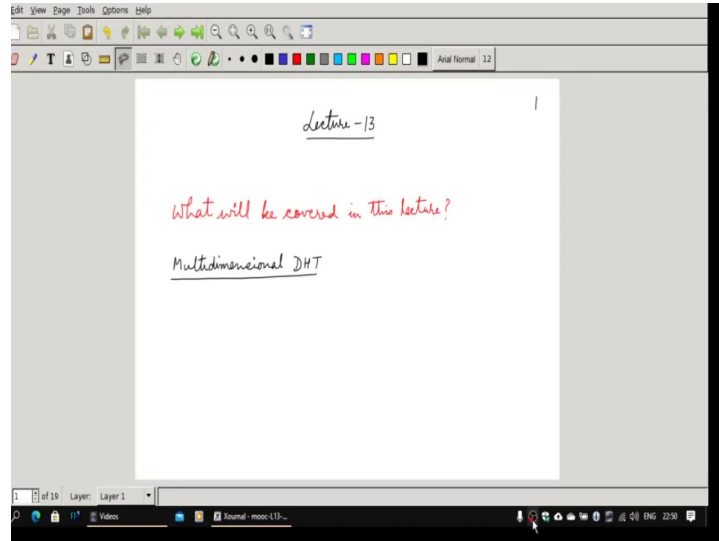 Edit View Page Tools Options Help
T Arial Normal 12
1
Lecture-13
What will be covered in this lecture?
Multidimensional DHT
1 of 19 Layer: Layer 1
Videos Xournal - mooc-L13-... ENG 22:50